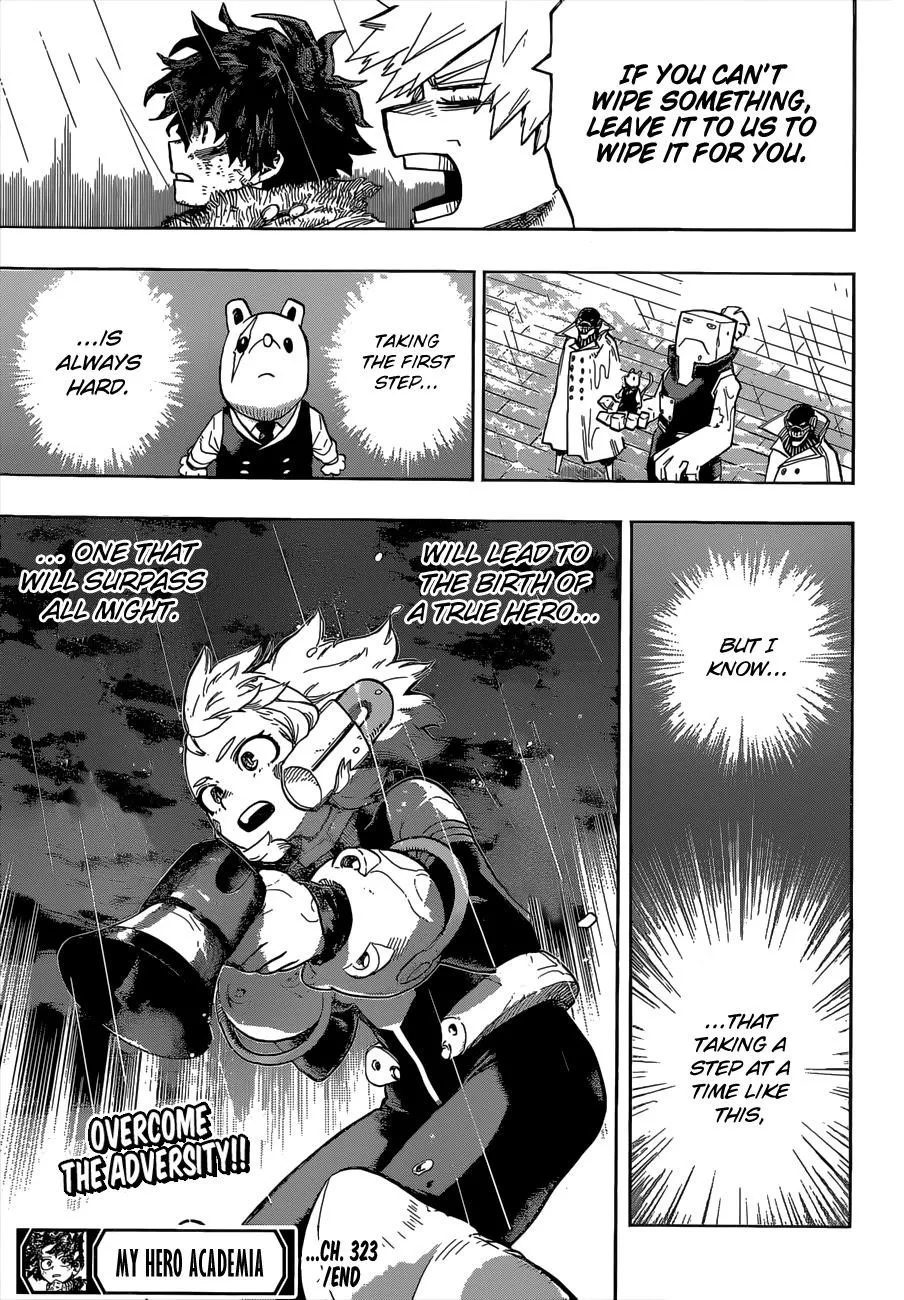 IF YOU CAN'T
WIPE SOMETHING,
LEAVE IT TO US TO
WIPE IT FOR YOU.
TAKING
THE FIRST
STEP...
...IS
ALWAYS
HARD.
BUT I
KNOW...
...THAT
TAKING A
STEP AT A
TIME LIKE
THIS,
WILL LEAD TO
THE BIRTH OF
A TRUE HERO...
... ONE THAT
WILL SURPASS
ALL MIGHT.
OVERCOME
THE ADVERSITY!!
MY HERO ACADEMIA
...CH. 323
/END